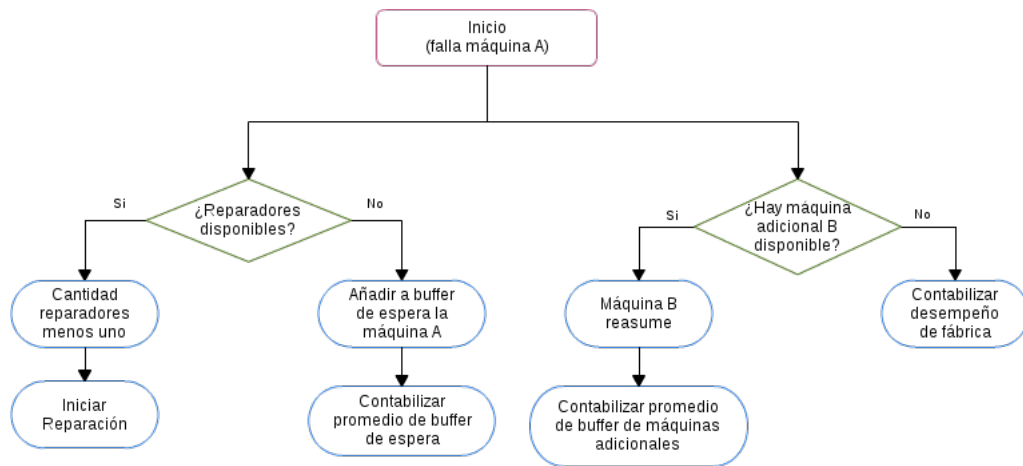 Inicio
(falla máquina A)
Si
¿Reparadores
disponibles?
No
Si
¿Hay máquina
adicional B
disponible?
No
Cantidad
reparadores
menos uno
Añadir a buffer
de espera la
máquina A
Máquina B
reasume
Contabilizar
desempeño
de fábrica
Iniciar
Reparación
Contabilizar
promedio de buffer
de espera
Contabilizar promedio
de buffer de máquinas
adicionales